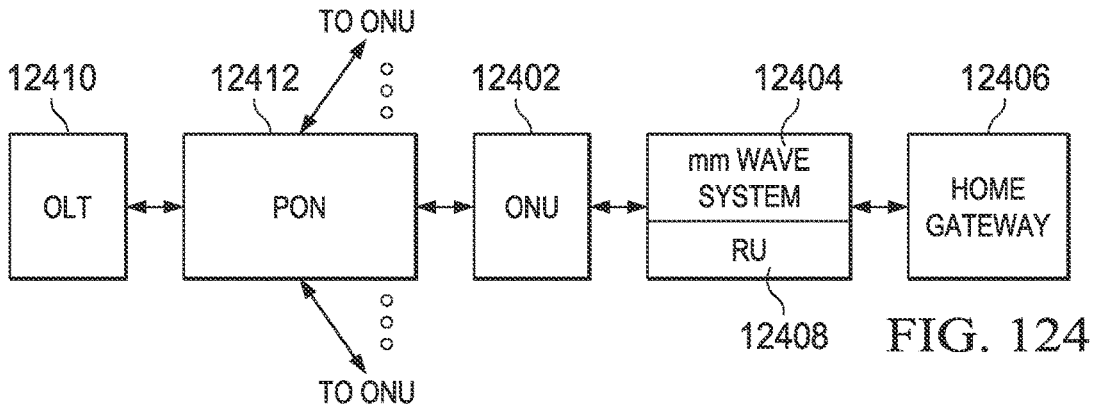 TO ONU
12410
12412
12402
12404
12406
OLT
PON
ONU
mm WAVE
SYSTEM
RU
HOME
GATEWAY
12408
FIG. 124
TO ONU